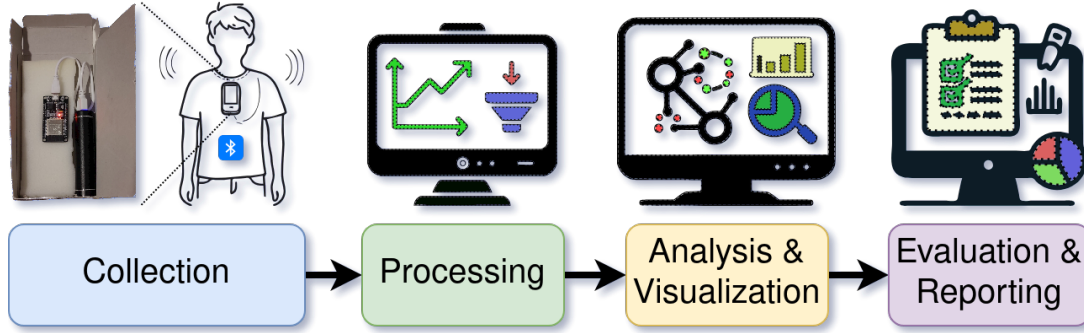 Collection
Processing
Analysis &
Visualization
Evaluation &
Reporting